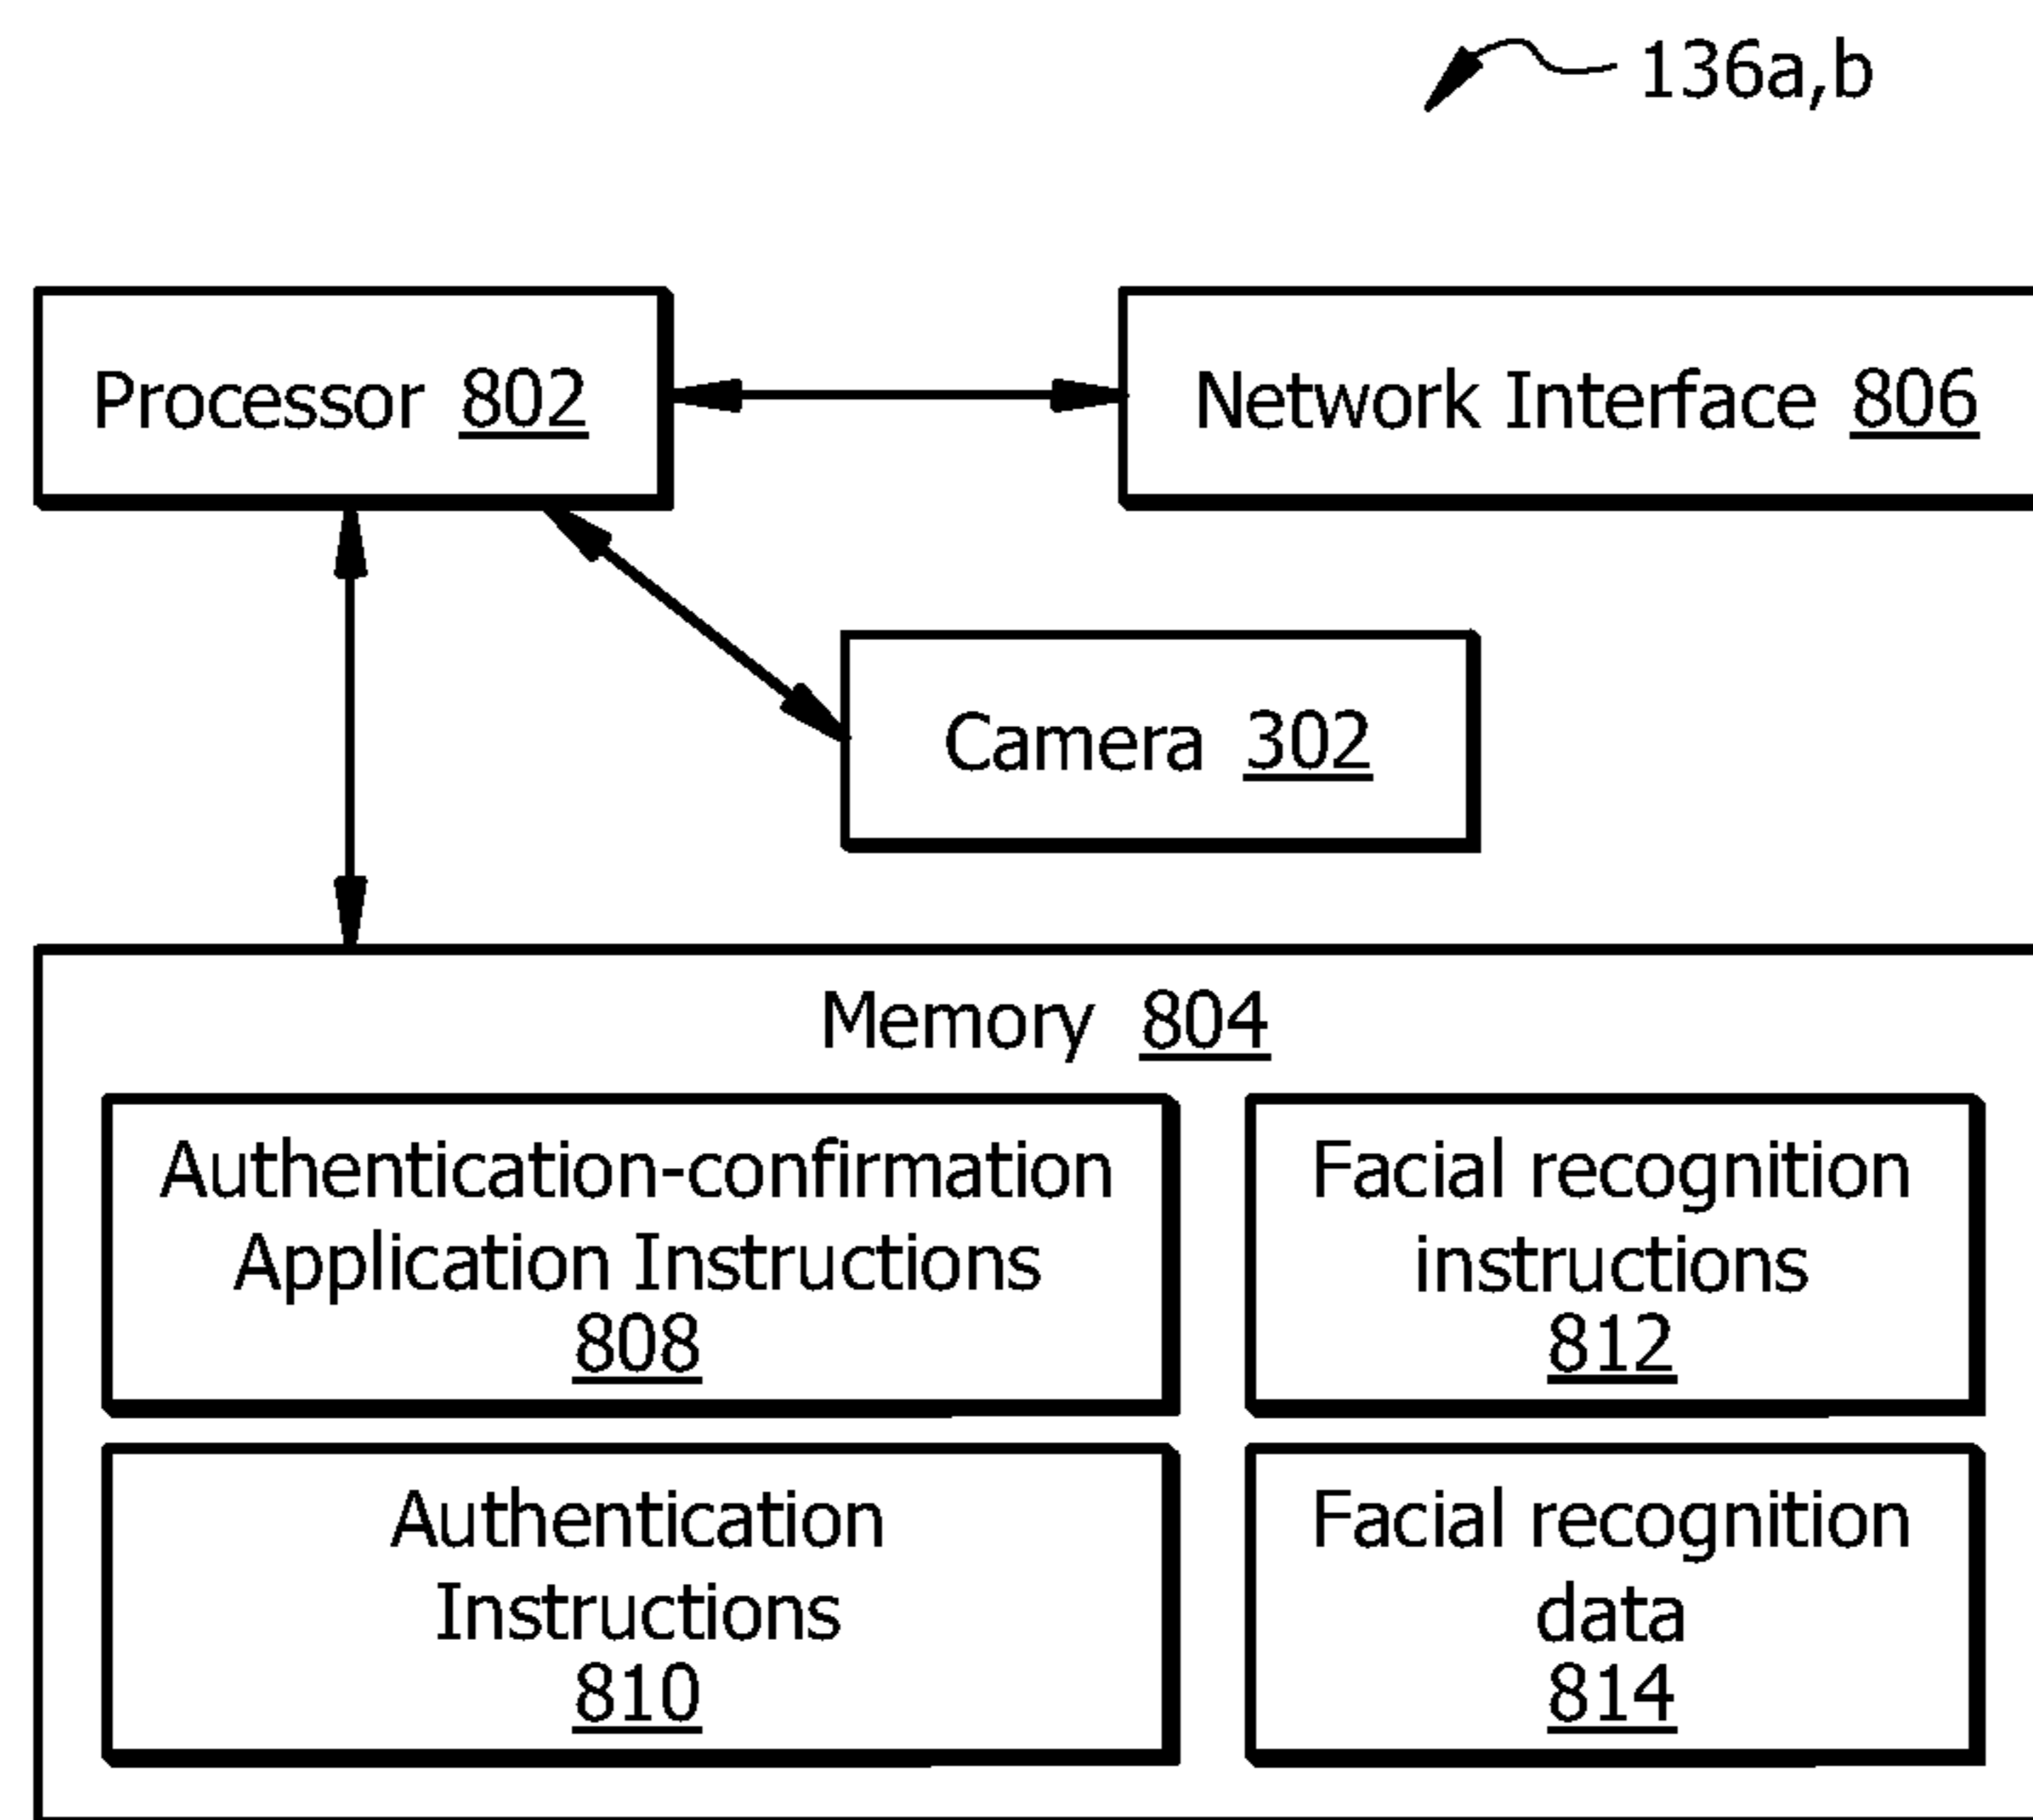 136a,b
Processor 802
Network Interface 806
Camera 302
Memory 804
Authentication-confirmation
Application Instructions
808
Facial recognition
instructions
812
Authentication
Instructions
810
Facial recognition
data
814